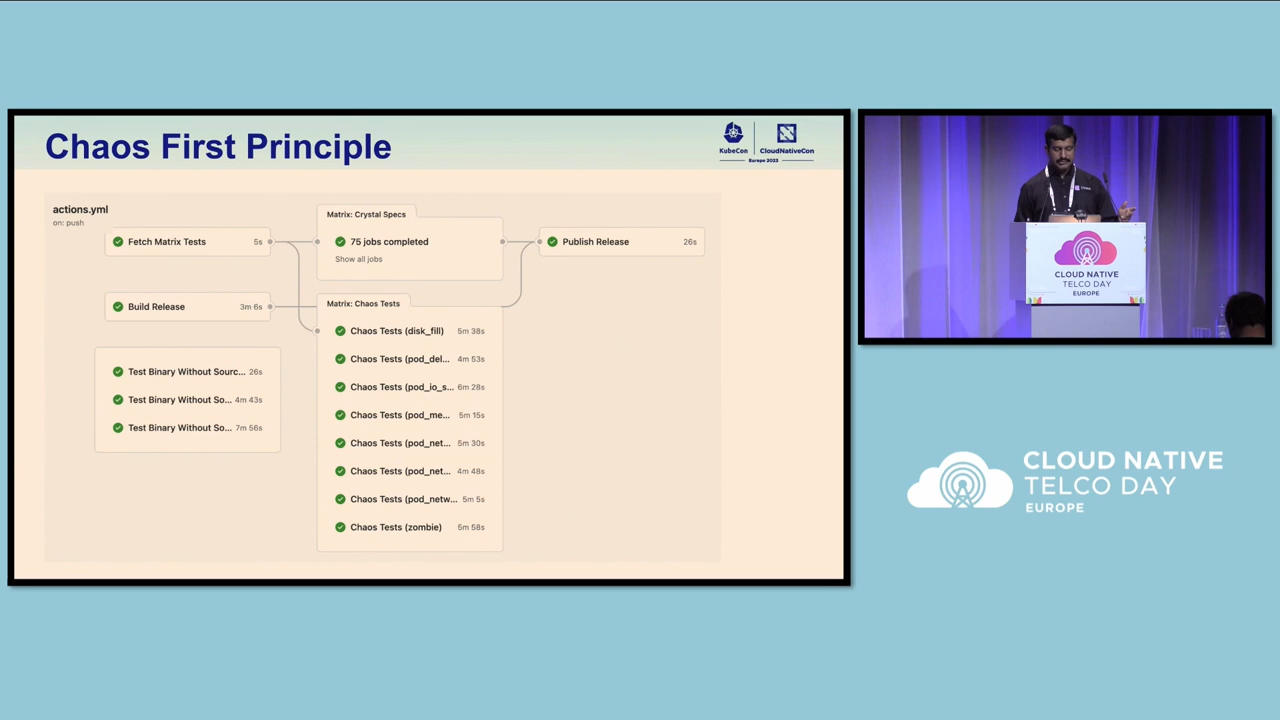 Chaos First Principle
KubeCon
CloudNativeCon
Europe 2023
actions.yml
on: push
Fetch Matrix Tests 5s
Build Release 3m 6s
Test Binary Without Sourc... 26s
Test Binary Without So... 4m 43s
Test Binary Without So... 7m 56s
Matrix: Crystal Specs
75 jobs completed
Show all jobs
Matrix: Chaos Tests
Chaos Tests (disk_fill) 5m 38s
Chaos Tests (pod_del... 4m 53s
Chaos Tests (pod_io_s... 6m 28s
Chaos Tests (pod_me... 5m 15s
Chaos Tests (pod_net... 5m 30s
Chaos Tests (pod_net... 4m 48s
Chaos Tests (pod_netw... 5m 5s
Chaos Tests (zombie) 6m 58s
Publish Release 26s
CLOUD NATIVE
TELCO DAY
EUROPE
CLOUD NATIVE
TELCO DAY
EUROPE